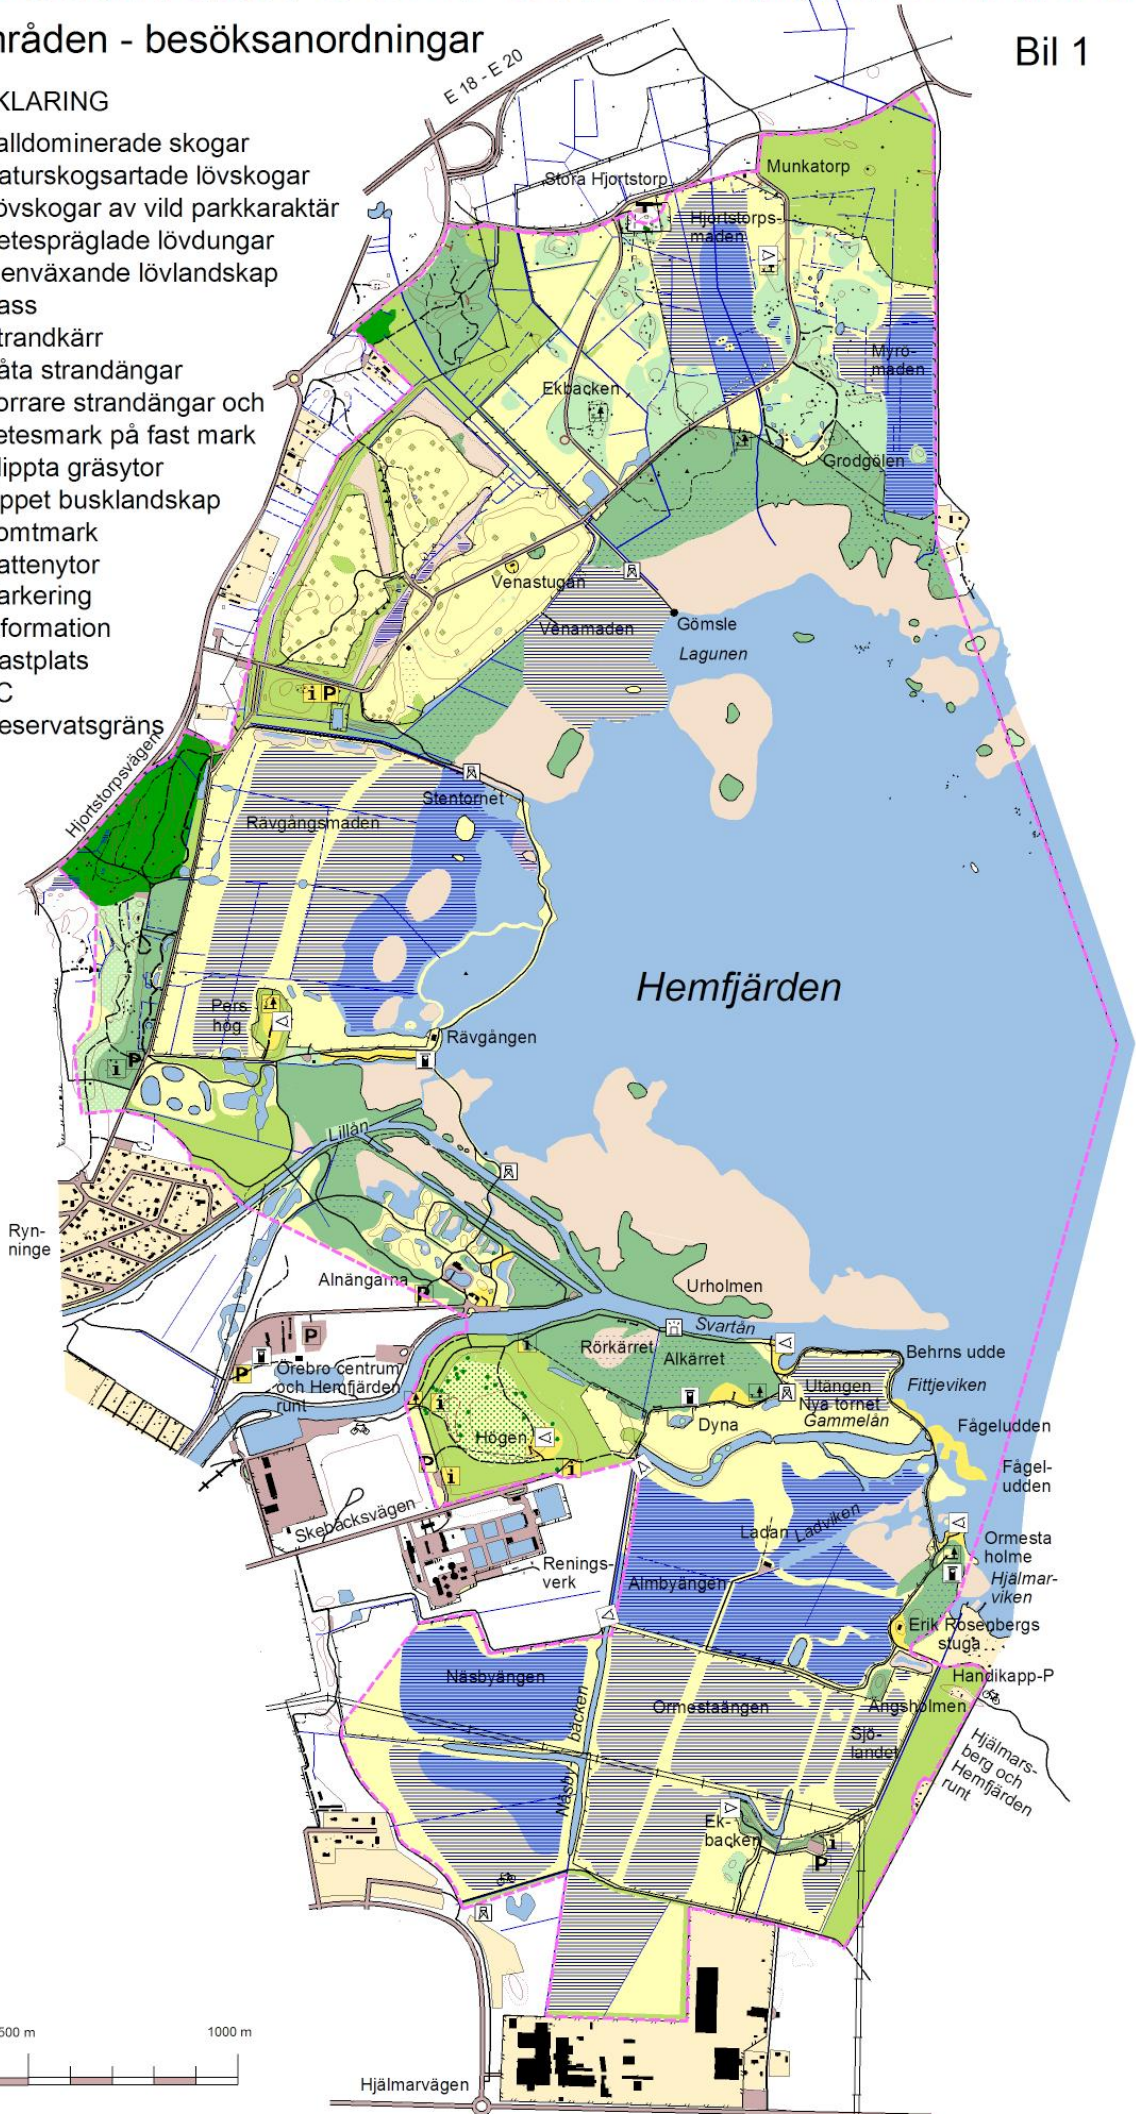 nråden - besöksanordningar
Bil 1
KLARING
alldominerade skogar
aturskogsartade lövskogar
övskogar av vild parkkaraktär
etespräglade lövdungar
enväxande lövlandskap
ass
trandkärr
åta strandängar
orrare strandängar och
etesmark på fast mark
lippta gräsytor
ppet busklandskap
omtmark
attenytor
arkering
formation
astplats
C
eservatsgräns
E 18 - E 20
Munkatorp
Stora Hjortstorp
Hjortstorps-
maden
Myrö-
maden
Ekbacken
Grodgölen
Venastugan
Venamaden
Gömsle
Lagunen
i P
Hjortstorpsvägen
Stentornet
Rävgångsmaden
Hemfjärden
Pers
hög
Rävgången
i P
Lillån
Ryn-
ninge
Alnängarna
P
Urholmen
Svartån
P
Rörkärret
Alkärret
i
Behrns udde
P
Örebro centrum
och Hemfjärden
runt
Utängen
Fittjeviken
Nya tornet
Gammelån
i
Dyna
Fågeludden
Högen
P
i
i
Fågel-
udden
Skebäcksvägen
Ladan
Ladviken
Ormesta
holme
Renings-
verk
Almbyängen
Hjälmar-
viken
Erik Rosenbergs
stuga
Näsbyängen
Ormestaängen
Handikapp-P
Ängsholmen
Näsby
bäcken
Sjö-
landet
Hjälmars-
berg och
Hemfjärden
runt
Ek-
backen
i
P
500 m
1000 m
Hjälmarvägen